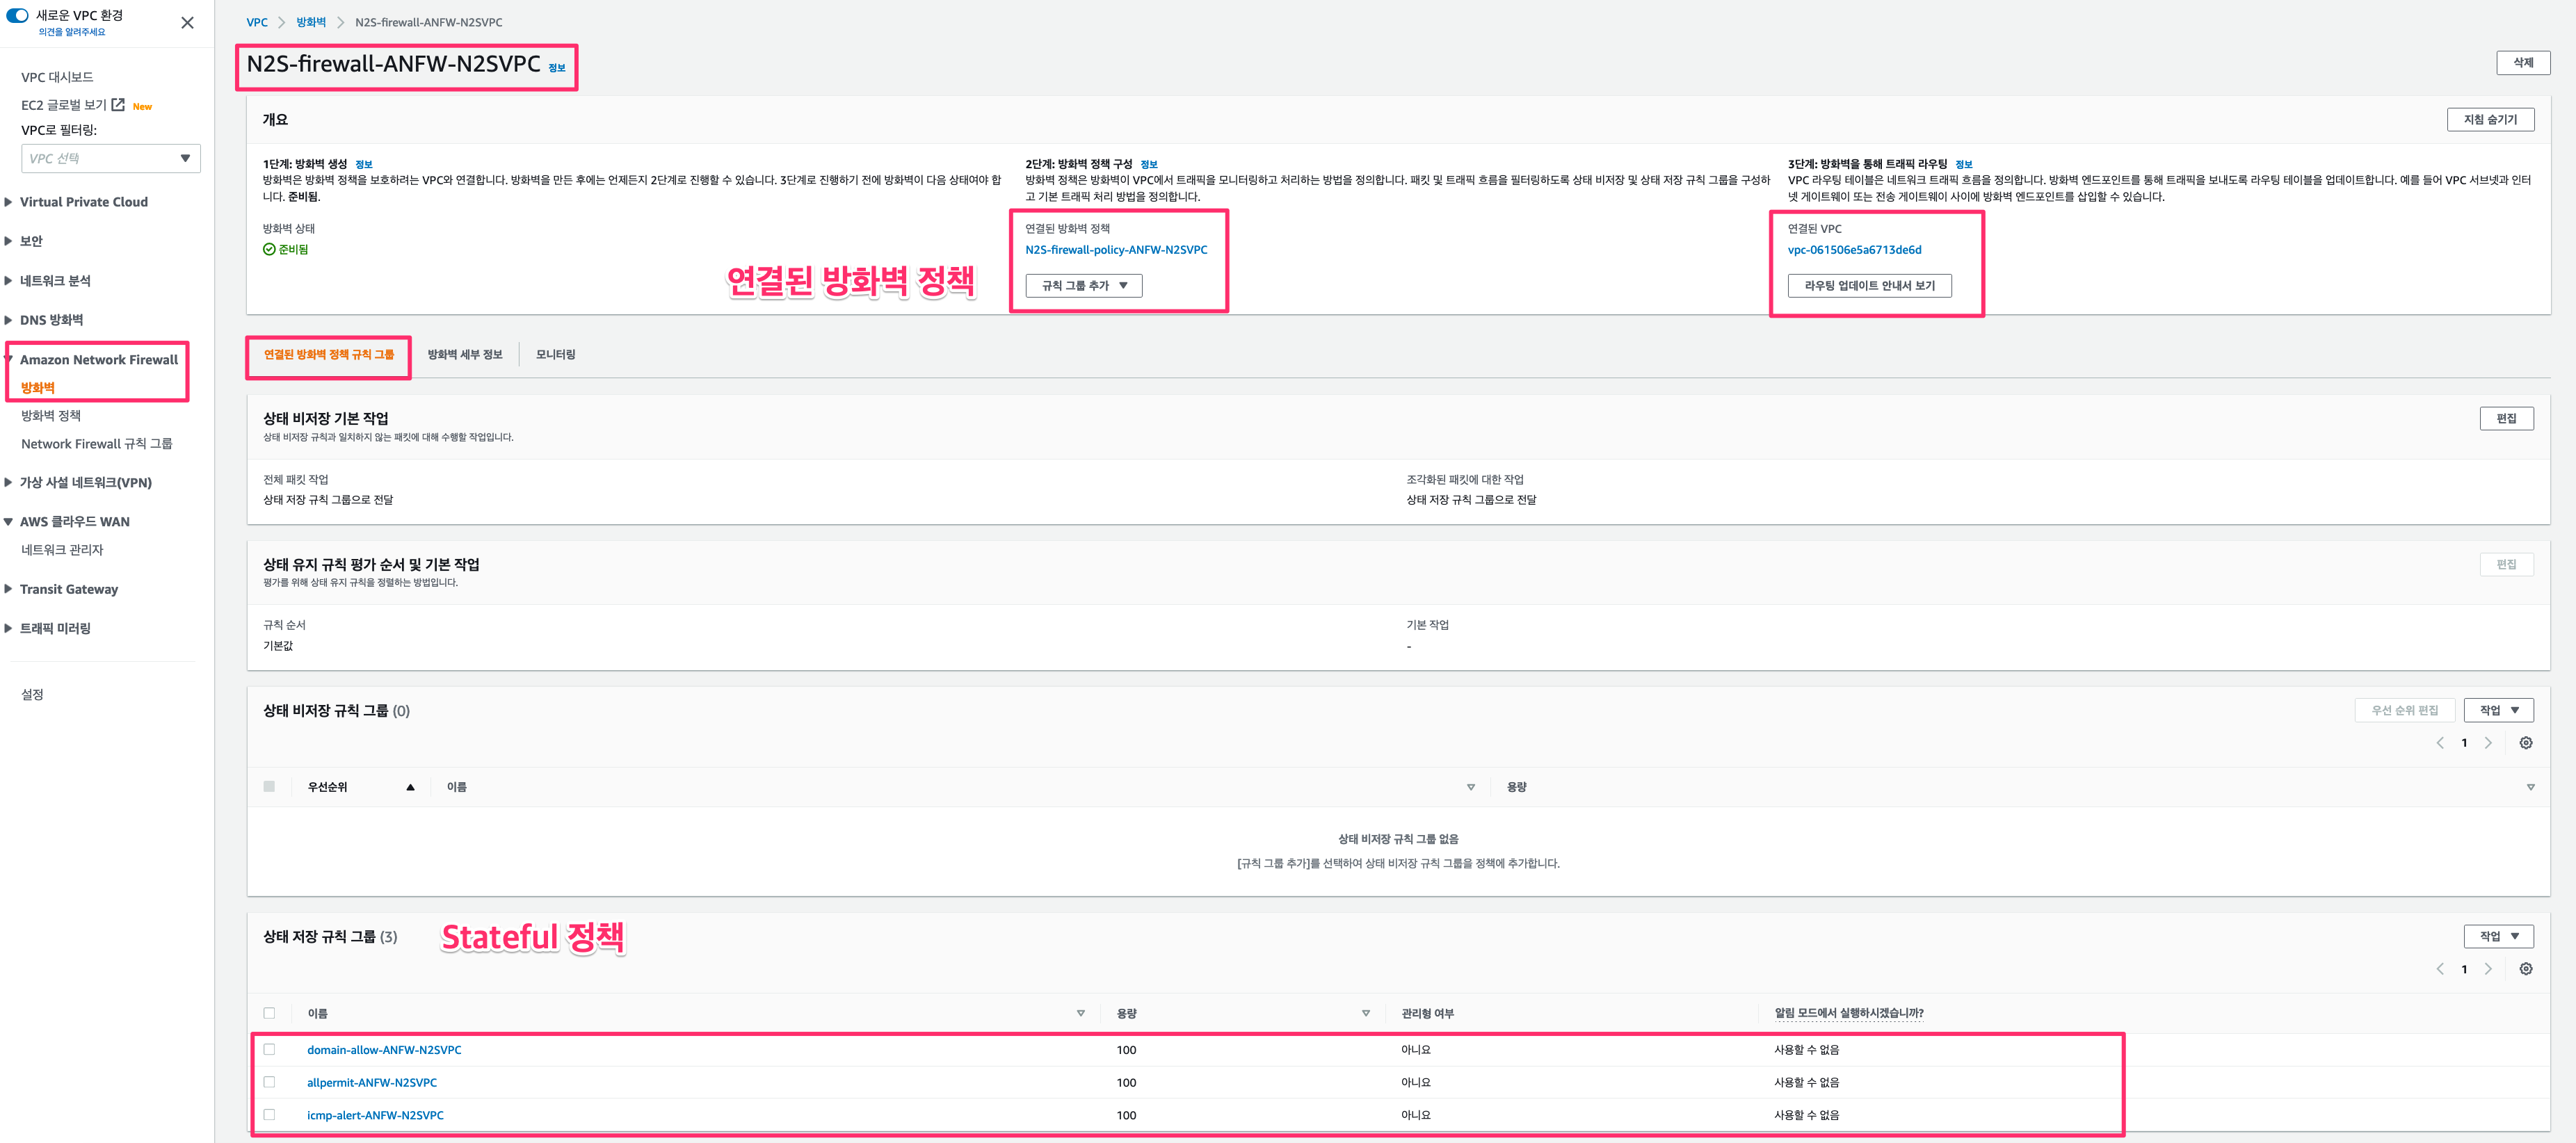 새로운 VPC 환경
의견을 알려주세요
VPC 대시보드
EC2 글로벌 보기 New
VPC로 필터링:
VPC 선택
Virtual Private Cloud
보안
네트워크 분석
DNS 방화벽
Amazon Network Firewall
방화벽
방화벽 정책
Network Firewall 규칙 그룹
가상 사설 네트워크(VPN)
AWS 클라우드 WAN
네트워크 관리자
Transit Gateway
트래픽 미러링
설정
VPC 방화벽 N2S-firewall-ANFW-N2SVPC
N2S-firewall-ANFW-N2SVPC 정보
삭제
개요
지침 숨기기
1단계: 방화벽 생성 정보
방화벽은 방화벽 정책을 보호하려는 VPC와 연결합니다. 방화벽을 만든 후에는 언제든지 2단계로 진행할 수 있습니다. 3단계로 진행하기 전에 방화벽이 다음 상태여야 합
니다. 준비됨.
방화벽 상태
준비됨
2단계: 방화벽 정책 구성 정보
방화벽 정책은 방화벽이 VPC에서 트래픽을 모니터링하고 처리하는 방법을 정의합니다. 패킷 및 트래픽 흐름을 필터링하도록 상태 비저장 및 상태 저장 규칙 그룹을 구성하
고 기본 트래픽 처리 방법을 정의합니다.
연결된 방화벽 정책
N2S-firewall-policy-ANFW-N2SVPC
규칙 그룹 추가
연결된 방화벽 정책
3단계: 방화벽을 통해 트래픽 라우팅 정보
VPC 라우팅 테이블은 네트워크 트래픽 흐름을 정의합니다. 방화벽 엔드포인트를 통해 트래픽을 보내도록 라우팅 테이블을 업데이트합니다. 예를 들어 VPC 서브넷과 인터
넷 게이트웨이 또는 전송 게이트웨이 사이에 방화벽 엔드포인트를 삽입할 수 있습니다.
연결된 VPC
vpc-061506e5a6713de6d
라우팅 업데이트 안내서 보기
연결된 방화벽 정책 규칙 그룹 방화벽 세부 정보 모니터링
상태 비저장 기본 작업
편집
상태 비저장 규칙과 일치하지 않는 패킷에 대해 수행할 작업입니다.
전체 패킷 작업
상태 저장 규칙 그룹으로 전달
조각화된 패킷에 대한 작업
상태 저장 규칙 그룹으로 전달
상태 유지 규칙 평가 순서 및 기본 작업
편집
평가를 위해 상태 유지 규칙을 정렬하는 방법입니다.
규칙 순서
기본값
기본 작업
-
상태 비저장 규칙 그룹 (0)
우선 순위 편집 작업
1
우선순위 이름 용량
상태 비저장 규칙 그룹 없음
[규칙 그룹 추가]를 선택하여 상태 비저장 규칙 그룹을 정책에 추가합니다.
상태 저장 규칙 그룹 (3) Stateful 정책
작업
1
이름 용량 관리형 여부 알림 모드에서 실행하시겠습니까?
domain-allow-ANFW-N2SVPC 100 아니요 사용할 수 없음
allpermit-ANFW-N2SVPC 100 아니요 사용할 수 없음
icmp-alert-ANFW-N2SVPC 100 아니요 사용할 수 없음